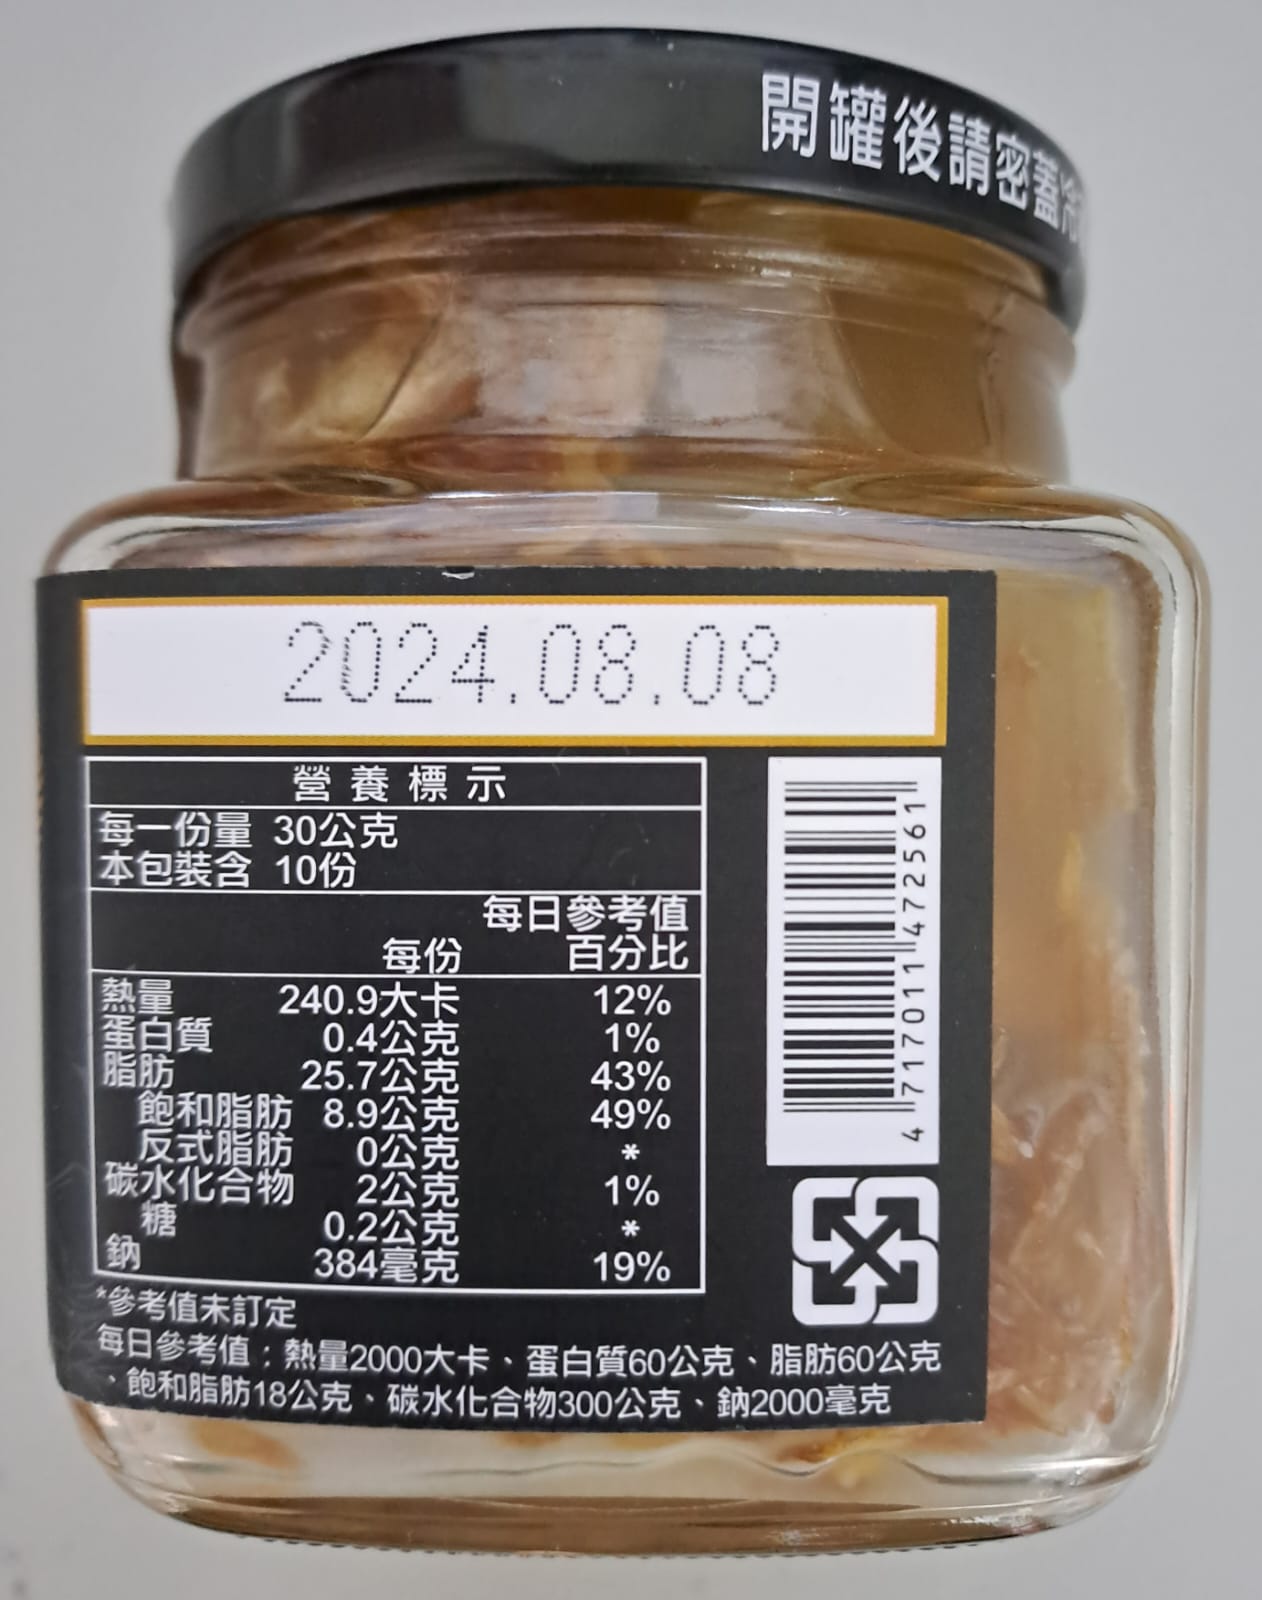 開罐後請密蓋冷
2024.08.08
營養標示
每一份量 30公克
本包裝含 10份
每日參考值
每份 百分比
熱量 240.9大卡 12%
蛋白質 0.4公克 1%
脂肪 25.7公克 43%
飽和脂肪 8.9公克 49%
反式脂肪 0公克 *
碳水化合物 2公克 1%
糖 0.2公克 *
鈉 384毫克 19%
*參考值未訂定
每日參考值：熱量2000大卡、蛋白質60公克、脂肪60公克
、飽和脂肪18公克、碳水化合物300公克、鈉2000毫克
4 717011 472561